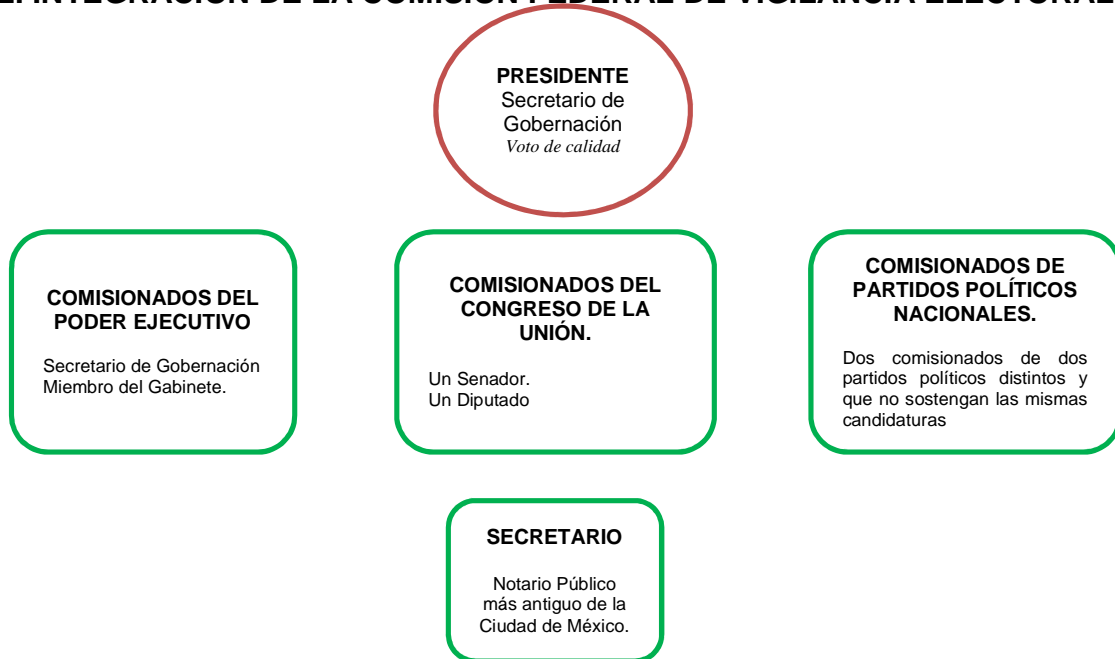 INTEGRACIÓN DE LA COMISIÓN FEDERAL DE VIGILANCIA ELECTORAL
PRESIDENTE
Secretario de
Gobernación
Voto de calidad
COMISIONADOS DEL
PODER EJECUTIVO
Secretario de Gobernación
Miembro del Gabinete.
COMISIONADOS DEL
CONGRESO DE LA
UNIÓN.
Un Senador.
Un Diputado
COMISIONADOS DE
PARTIDOS POLÍTICOS
NACIONALES.
Dos comisionados de dos
partidos políticos distintos y
que no sostengan las mismas
candidaturas
SECRETARIO
Notario Público
más antiguo de la
Ciudad de México.